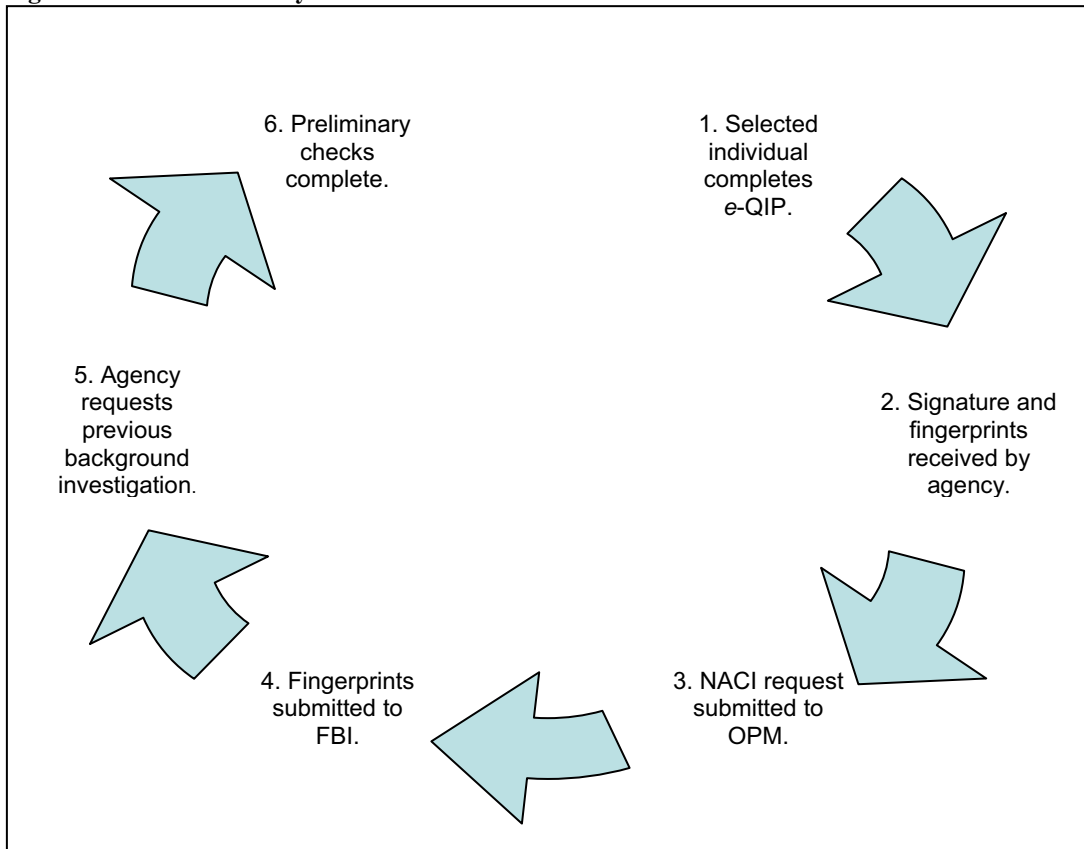 1. Selected
individual
completes
e-QIP.
2. Signature and
fingerprints
received by
agency.
3. NACI request
submitted to
OPM.
4. Fingerprints
submitted to
FBI.
5. Agency
requests
previous
background
investigation.
6. Preliminary
checks
complete.